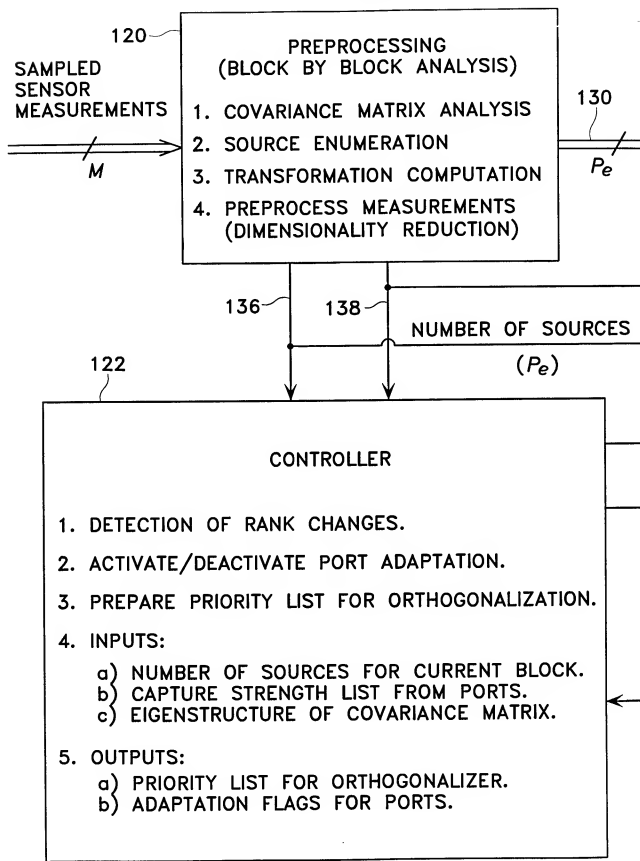 120
PREPROCESSING
(BLOCK BY BLOCK ANALYSIS)
SAMPLED
SENSOR
MEASUREMENTS
M
1. COVARIANCE MATRIX ANALYSIS
2. SOURCE ENUMERATION
3. TRANSFORMATION COMPUTATION
4. PREPROCESS MEASUREMENTS
(DIMENSIONALITY REDUCTION)
130
Pe
136
138
NUMBER OF SOURCES
(Pe)
122
CONTROLLER
1. DETECTION OF RANK CHANGES.
2. ACTIVATE/DEACTIVATE PORT ADAPTATION.
3. PREPARE PRIORITY LIST FOR ORTHOGONALIZATION.
4. INPUTS:
a) NUMBER OF SOURCES FOR CURRENT BLOCK.
b) CAPTURE STRENGTH LIST FROM PORTS.
c) EIGENSTRUCTURE OF COVARIANCE MATRIX.
5. OUTPUTS:
a) PRIORITY LIST FOR ORTHOGONALIZER.
b) ADAPTATION FLAGS FOR PORTS.